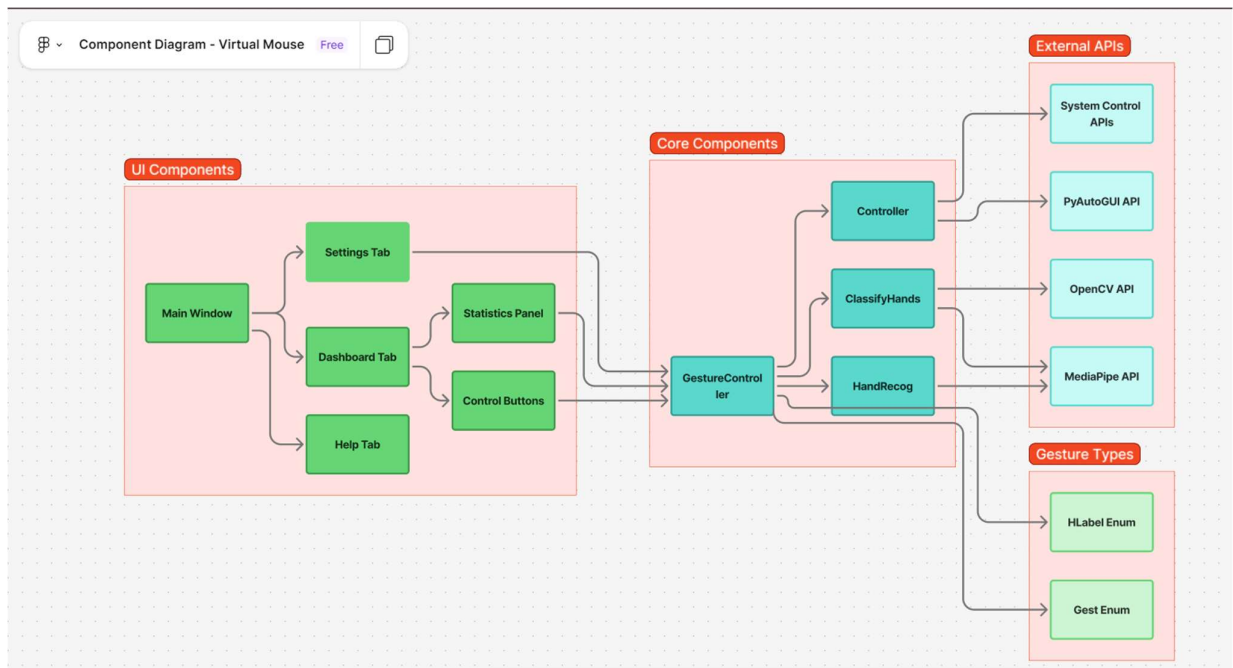 Component Diagram - Virtual Mouse Free
UI Components
Main Window
Settings Tab
Dashboard Tab
Help Tab
Statistics Panel
Control Buttons
Core Components
GestureControl
ler
Controller
ClassifyHands
HandRecog
External APIs
System Control
APIs
PyAutoGUI API
OpenCV API
MediaPipe API
Gesture Types
HLabel Enum
Gest Enum